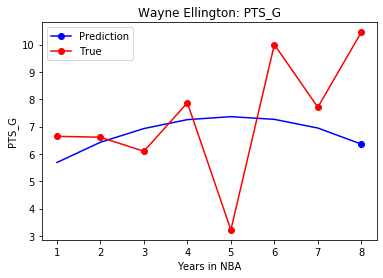 Wayne Ellington: PTS_G
Prediction
True
10
9
8
7
6
5
4
3
PTS_G
1 2 3 4 5 6 7 8
Years in NBA